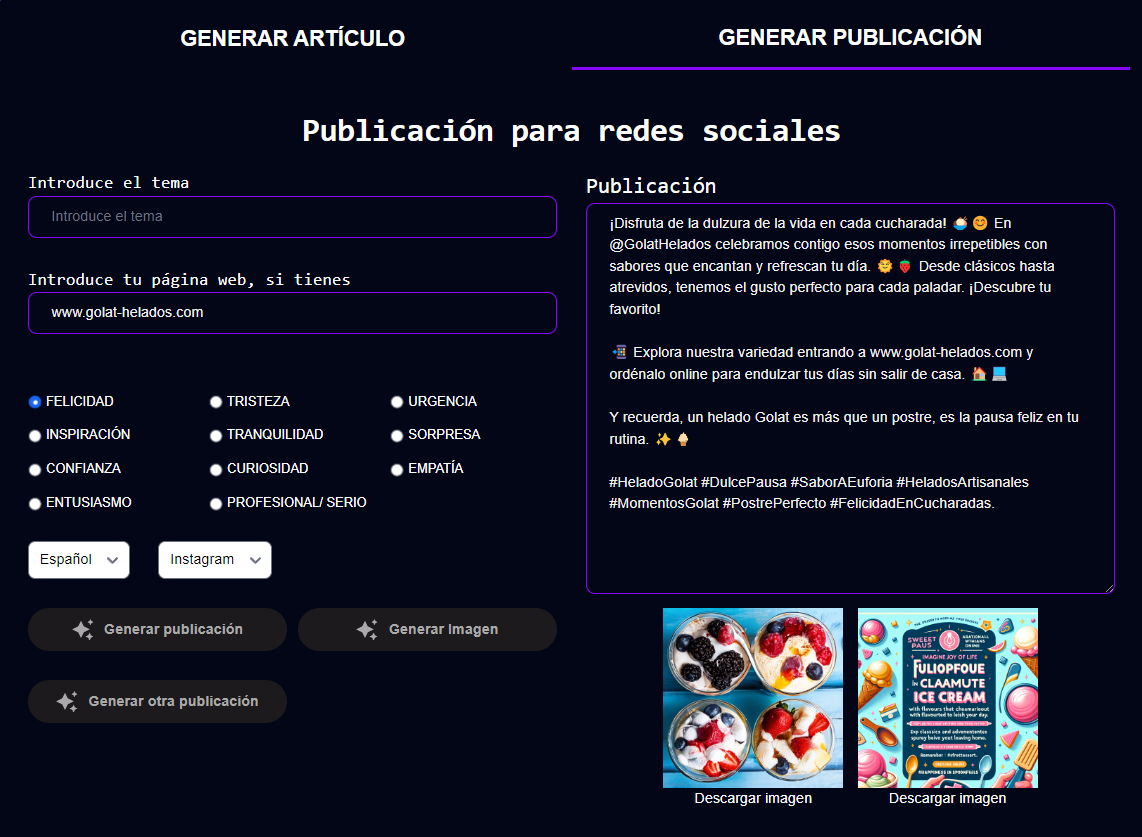 GENERAR ARTÍCULO
GENERAR PUBLICACIÓN
Publicación para redes sociales
Introduce el tema
Introduce el tema
Introduce tu página web, si tienes
www.golat-helados.com
FELICIDAD
TRISTEZA
URGENCIA
INSPIRACIÓN
TRANQUILIDAD
SORPRESA
CONFIANZA
CURIOSIDAD
EMPATÍA
ENTUSIASMO
PROFESIONAL/ SERIO
Español
Instagram
Generar publicación
Generar Imagen
Generar otra publicación
Publicación
¡Disfruta de la dulzura de la vida en cada cucharada! 🍧 😊 En
@GolatHelados celebramos contigo esos momentos irrepetibles con
sabores que encantan y refrescan tu día. 🌞 🍓 Desde clásicos hasta
atrevidos, tenemos el gusto perfecto para cada paladar. ¡Descubre tu
favorito!
📲 Explora nuestra variedad entrando a www.golat-helados.com y
ordénalo online para endulzar tus días sin salir de casa. 🏠 💻
Y recuerda, un helado Golat es más que un postre, es la pausa feliz en tu
rutina. ✨ 🍦
#HeladoGolat #DulcePausa #SaborAEuforia #HeladosArtisanales
#MomentosGolat #PostrePerfecto #FelicidadEnCucharadas.
SWEEET
PAUS
IMAGINE JOY OF LIFE
FULIOPFOUE
IN CLAAMUTE
ICE CREAM
Descargar imagen
Descargar imagen